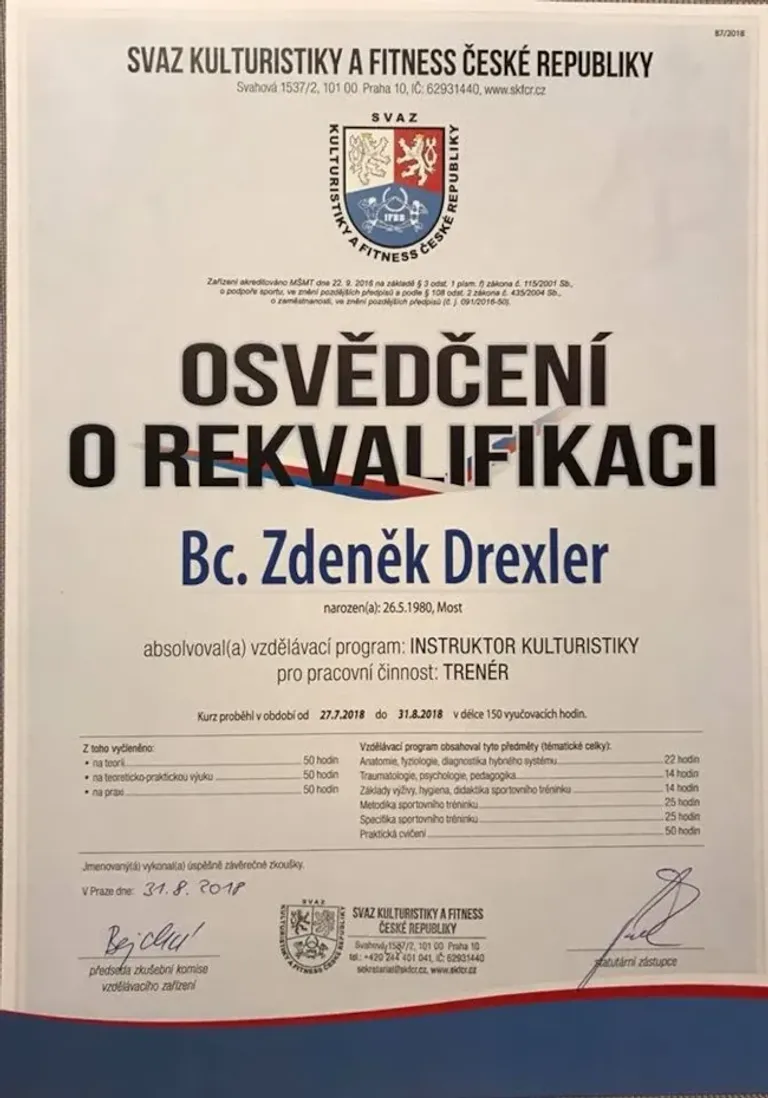 87/2018
SVAZ KULTURISTIKY A FITNESS ČESKÉ REPUBLIKY
Svahová 1537/2, 101 00 Praha 10, IČ: 62931440, www.skfcr.cz
SVAZ
KULTURISTIKY A FITNESS ČESKÉ REPUBLIKY
IFBB
Zařízení akreditováno MŠMT dne 22. 9. 2016 na základě § 3 odst. 1 písm. f) zákona č. 115/2001 Sb.,
o podpoře sportu, ve znění pozdějších předpisů a podle § 108 odst. 2 zákona č. 435/2004 Sb.,
o zaměstnanosti, ve znění pozdějších předpisů (č. j. 091/2016-50).
OSVĚDČENÍ
O REKVALIFIKACI
Bc. Zdeněk Drexler
narozen(a): 26.5.1980, Most
absolvoval(a) vzdělávací program: INSTRUKTOR KULTURISTIKY
pro pracovní činnost: TRENÉR
Kurz proběhl v období od 27.7.2018 do 31.8.2018 v délce 150 vyučovacích hodin.
Z toho vyčleněno:
• na teorii 50 hodin
• na teoreticko-praktickou výuku 50 hodin
• na praxi 50 hodin
Vzdělávací program obsahoval tyto předměty (tématické celky):
Anatomie, fyziologie, diagnostika hybného systému 22 hodin
Traumatologie, psychologie, pedagogika 14 hodin
Základy výživy, hygiena, didaktika sportovního tréninku 14 hodin
Metodika sportovního tréninku 25 hodin
Specifika sportovního tréninku 25 hodin
Praktická cvičení 50 hodin
Jmenovaný(á) vykonal(a) úspěšně závěrečné zkoušky.
V Praze dne: 31.8.2018
předseda zkušební komise
vzdělávacího zařízení
SVAZ
KULTURISTIKY A FITNESS ČESKÉ REPUBLIKY
SVAZ KULTURISTIKY A FITNESS
ČESKÉ REPUBLIKY
Svahová 1537/2, 101 00 Praha 10
tel.: +420 244 401 041, IČ: 62931440
sekretariat@skfcr.cz, www.skfcr.cz
statutární zástupce